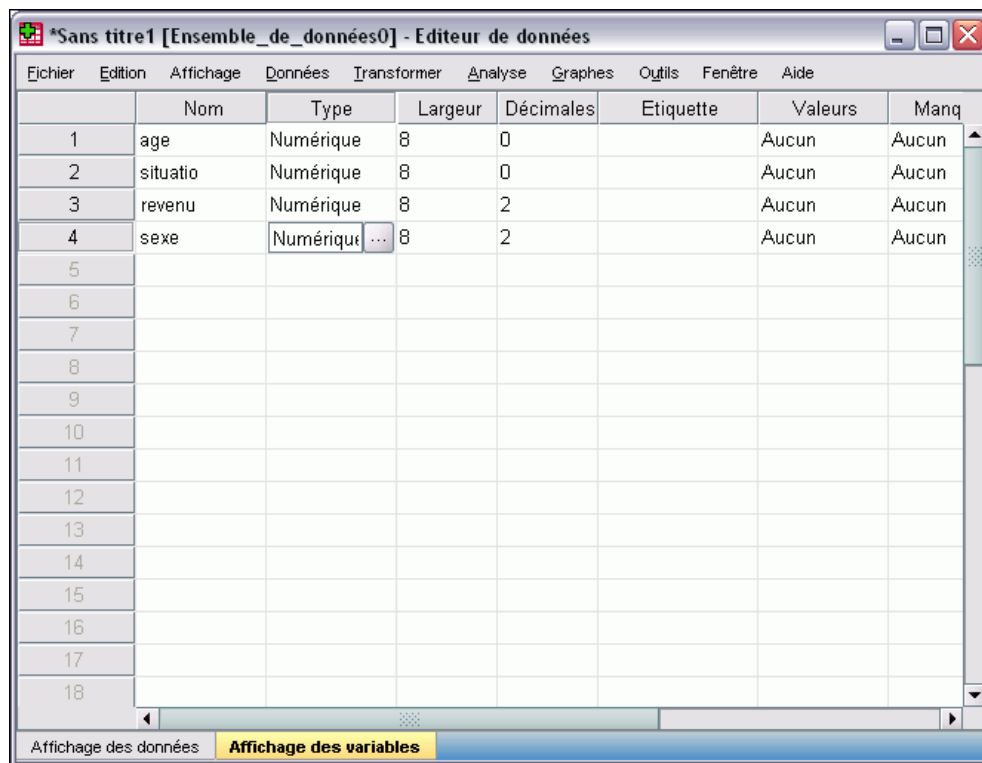 *Sans titre1 [Ensemble_de_données0] - Editeur de données
Fichier Edition Affichage Données Transformer Analyse Graphes Outils Fenêtre Aide
Nom Type Largeur Décimales Etiquette Valeurs Manq
1 age Numérique 8 0 Aucun Aucun
2 situatio Numérique 8 0 Aucun Aucun
3 revenu Numérique 8 2 Aucun Aucun
4 sexe Numérique ... 8 2 Aucun Aucun
5
6
7
8
9
10
11
12
13
14
15
16
17
18
Affichage des données Affichage des variables